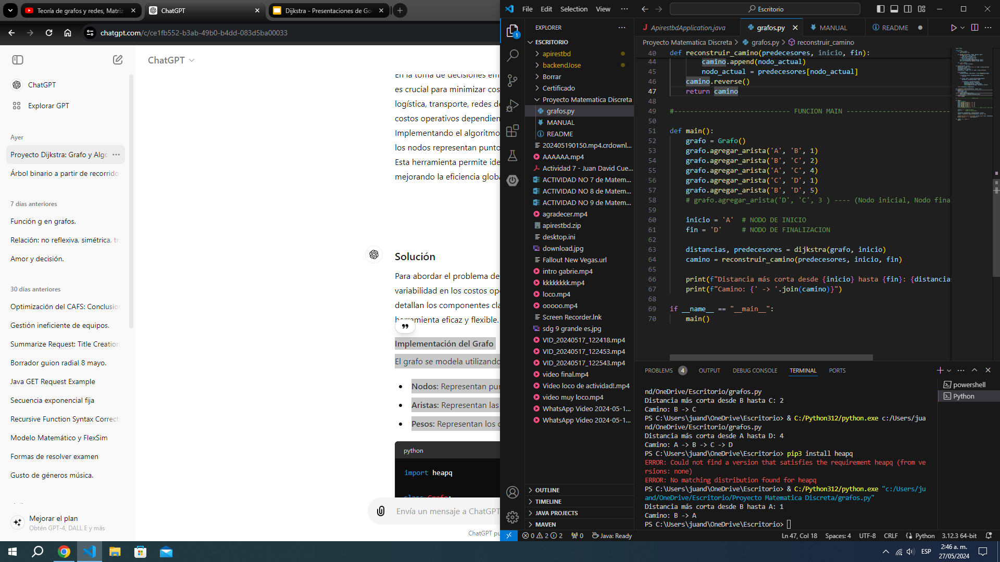 Teoría de grafos y redes, Matriz
ChatGPT
Dijkstra - Presentaciones de Go
chatgpt.com/c/ce1fb552-b3ab-49b0-b4dd-083d5ba00033
ChatGPT
Explorar GPT
Ayer
Proyecto Dijkstra: Grafo y Algo
Árbol binario a partir de recorrido
7 días anteriores
Función g en grafos.
Relación: no reflexiva, simétrica, tra
Amor y decisión.
30 días anteriores
Optimización del CAFS: Conclusion
Gestión ineficiente de equipos.
Summarize Request: Title Creation
Borrador guion radial 8 mayo.
Java GET Request Example
Secuencia exponencial fija
Recursive Function Syntax Correcti
Modelo Matemático y FlexSim
Formas de resolver examen
Gusto de géneros música.
Mejorar el plan
Obtén GPT-4, DALL E y más
ChatGPT
En la toma de decisiones em
es crucial para minimizar cos
logística, transporte, redes de
costos operativos dependien
Implementando el algoritmo
los nodos representan punto
Esta herramienta permite ide
mejorando la eficiencia globa
Solución
Para abordar el problema de
variabilidad en los costos ope
detallan los componentes cla
herramienta eficaz y flexible.
Implementación del Grafo
El grafo se modela utilizando
Nodos: Representan pun
Aristas: Representan las
Pesos: Representan los c
python
import heapq
class Grafo:
Envía un mensaje a ChatGPT
ChatGPT pu
File Edit Selection View ···
Escritorio
EXPLORER
ESCRITORIO
apirestbd
backendJose
Borrar
Certificado
Proyecto Matematica Discreta
grafos.py
MANUAL
README
202405190150.mp4.crdownl...
AAAAAA.mp4
Actividad 7 - Juan David Cue...
ACTIVIDAD NO 7 de Matem...
ACTIVIDAD NO 8 de Matem...
ACTIVIDAD NO 9 de Matem...
agradecer.mp4
apirestbd.zip
desktop.ini
download.jpg
Fallout New Vegas.url
intro gabrie.mp4
kkkkkkkk.mp4
loco.mp4
ooooo.mp4
Screen Recorder.lnk
sdg 9 grande es.jpg
VID_20240517_122418.mp4
VID_20240517_122453.mp4
VID_20240517_122543.mp4
video final.mp4
Video loco de actividad!.mp4
video muy loco.mp4
WhatsApp Video 2024-05-1...
WhatsApp Video 2024-05-1...
OUTLINE
TIMELINE
JAVA PROJECTS
MAVEN
ApirestbdApplication.java grafos.py MANUAL README
Proyecto Matematica Discreta > grafos.py > reconstruir_camino
40 def reconstruir_camino(predecesores, inicio, fin):
44 camino.append(nodo_actual)
45 nodo_actual = predecesores[nodo_actual]
46 camino.reverse()
47 return camino
48
49 #----------------------------- FUNCION MAIN --------------------------
50
51 def main():
52 grafo = Grafo()
53 grafo.agregar_arista('A', 'B', 1)
54 grafo.agregar_arista('B', 'C', 2)
55 grafo.agregar_arista('A', 'C', 4)
56 grafo.agregar_arista('C', 'D', 1)
57 grafo.agregar_arista('B', 'D', 5)
58 # grafo.agregar_arista('D', 'C', 3 ) ---- (Nodo inicial, Nodo fina
59
60 inicio = 'A' # NODO DE INICIO
61 fin = 'D' # NODO DE FINALIZACION
62
63 distancias, predecesores = dijkstra(grafo, inicio)
64 camino = reconstruir_camino(predecesores, inicio, fin)
65
66 print(f"Distancia más corta desde {inicio} hasta {fin}: {distancias
67 print(f"Camino: {' -> '.join(camino)}")
68
69 if __name__ == "__main__":
70 main()
PROBLEMS 4 OUTPUT DEBUG CONSOLE TERMINAL PORTS
nd/OneDrive/Escritorio/grafos.py
Distancia más corta desde B hasta C: 2
Camino: B -> C
PS C:\Users\juand\OneDrive\Escritorio> & C:/Python312/python.exe c:/Users/jua
nd/OneDrive/Escritorio/grafos.py
Distancia más corta desde A hasta D: 4
Camino: A -> B -> C -> D
PS C:\Users\juand\OneDrive\Escritorio> pip3 install heapq
ERROR: Could not find a version that satisfies the requirement heapq (from ve
rsions: none)
ERROR: No matching distribution found for heapq
PS C:\Users\juand\OneDrive\Escritorio> & C:/Python312/python.exe "c:/Users/ju
and/OneDrive/Escritorio/Proyecto Matematica Discreta/grafos.py"
Distancia más corta desde B hasta A: 1
Camino: B -> A
PS C:\Users\juand\OneDrive\Escritorio>
powershell
Python
0 2 2 0 Java: Ready
Ln 47, Col 18 Spaces: 4 UTF-8 CRLF Python 3.12.3 64-bit
ESP
2:46 a. m.
27/05/2024